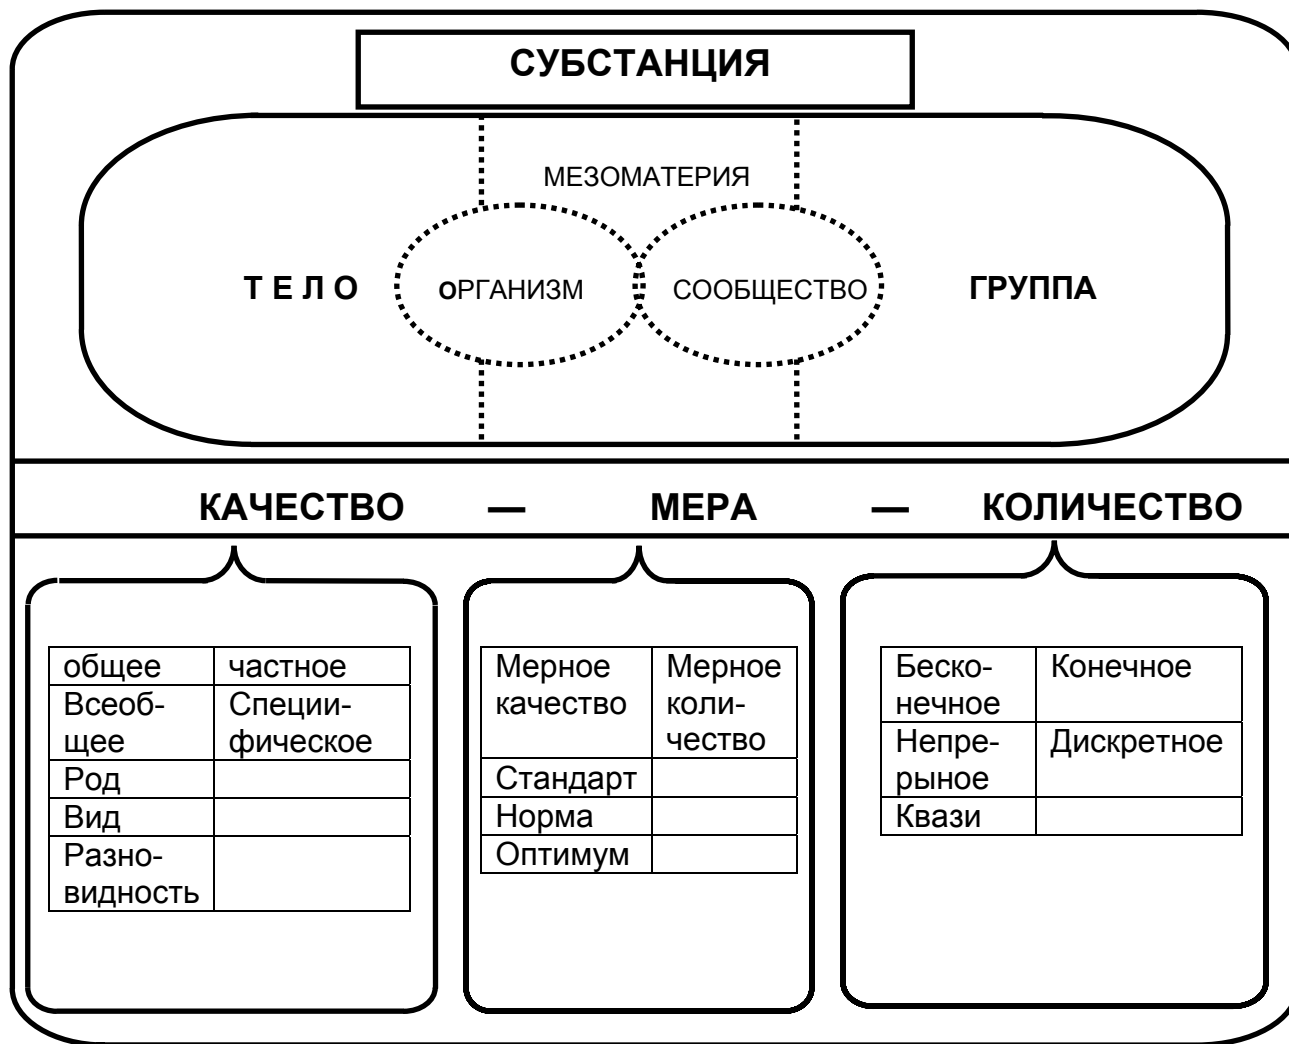 СУБСТАНЦИЯ
МЕЗОМАТЕРИЯ
Т Е Л О ОРГАНИЗМ СООБЩЕСТВО ГРУППА
КАЧЕСТВО — МЕРА — КОЛИЧЕСТВО
общее частное
Всеоб- Специи-
щее фическое
Род
Вид
Разно-
видность
Мерное Мерное
качество коли-
чество
Стандарт
Норма
Оптимум
Беско- Конечное
нечное
Непре- Дискретное
рыное
Квази